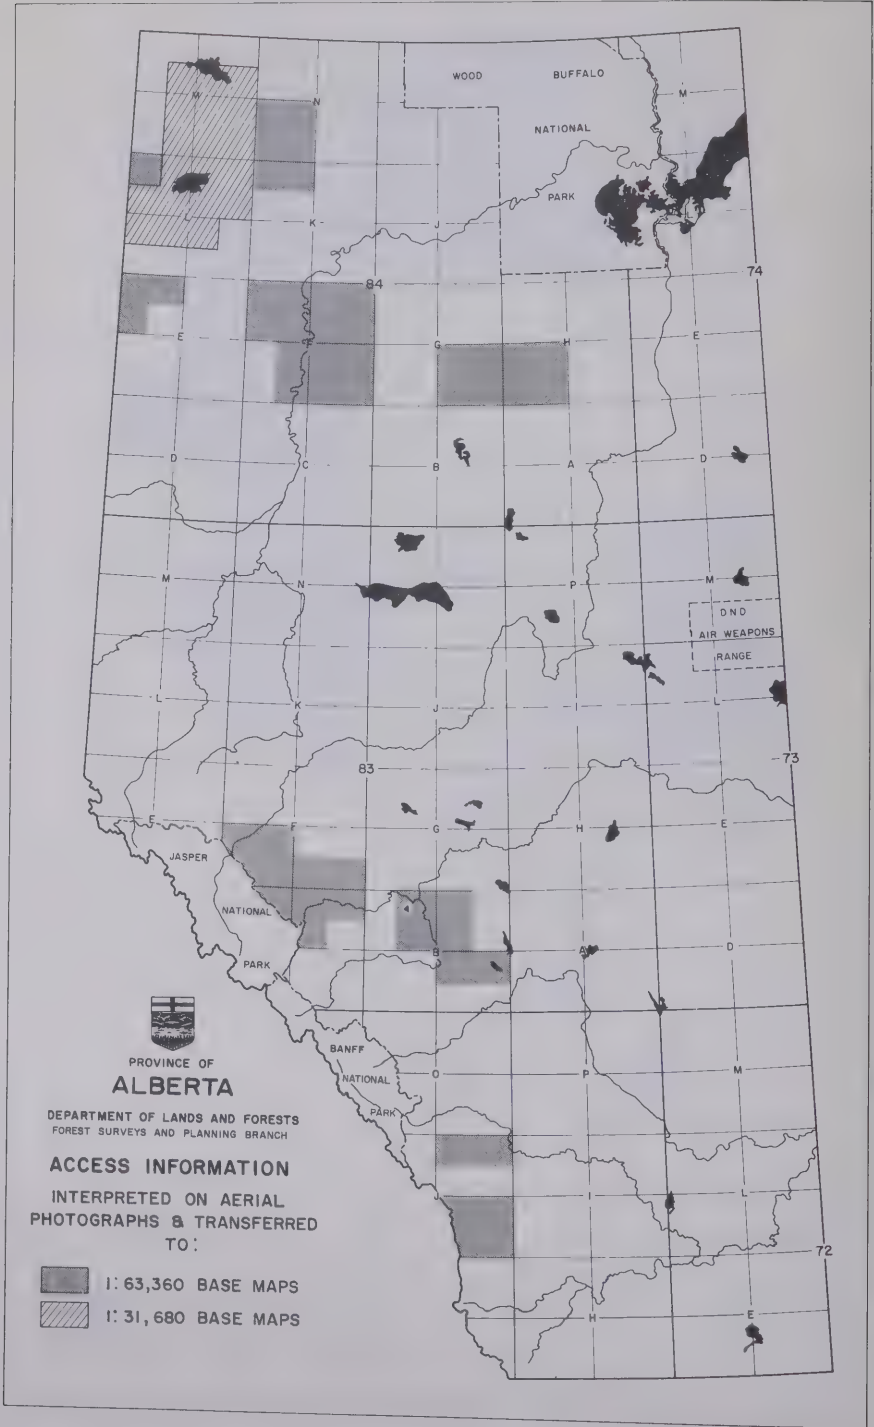 WOOD BUFFALO
NATIONAL
PARK
M N M
L K J
84 74
E F G H E
D C B A D
M N P M
DND
AIR WEAPONS
RANGE
L K J I L
83 73
E F G H E
JASPER
NATIONAL
PARK
B A D
BANFF
NATIONAL
PARK
O P M
J I L
72
H E
PROVINCE OF
ALBERTA
DEPARTMENT OF LANDS AND FORESTS
FOREST SURVEYS AND PLANNING BRANCH
ACCESS INFORMATION
INTERPRETED ON AERIAL
PHOTOGRAPHS & TRANSFERRED
TO:
1:63,360 BASE MAPS
1:31,680 BASE MAPS